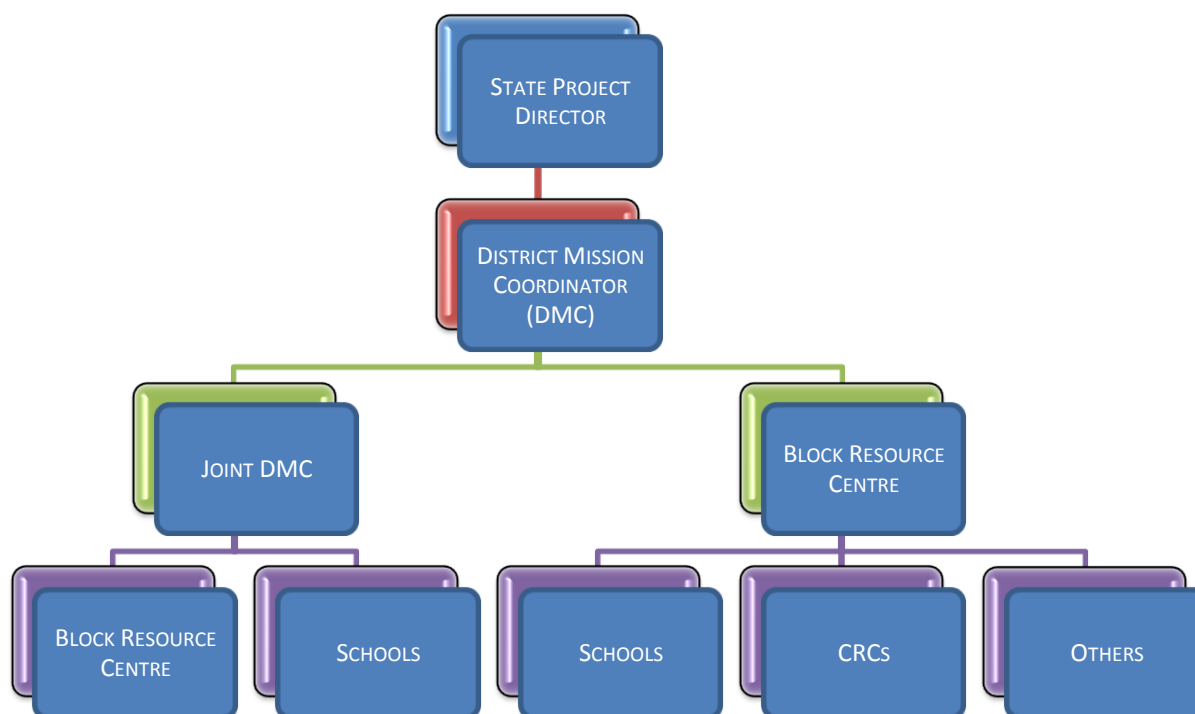 STATE PROJECT
DIRECTOR
DISTRICT MISSION
COORDINATOR
(DMC)
JOINT DMC
BLOCK RESOURCE
CENTRE
BLOCK RESOURCE
CENTRE
SCHOOLS
SCHOOLS
CRCS
OTHERS